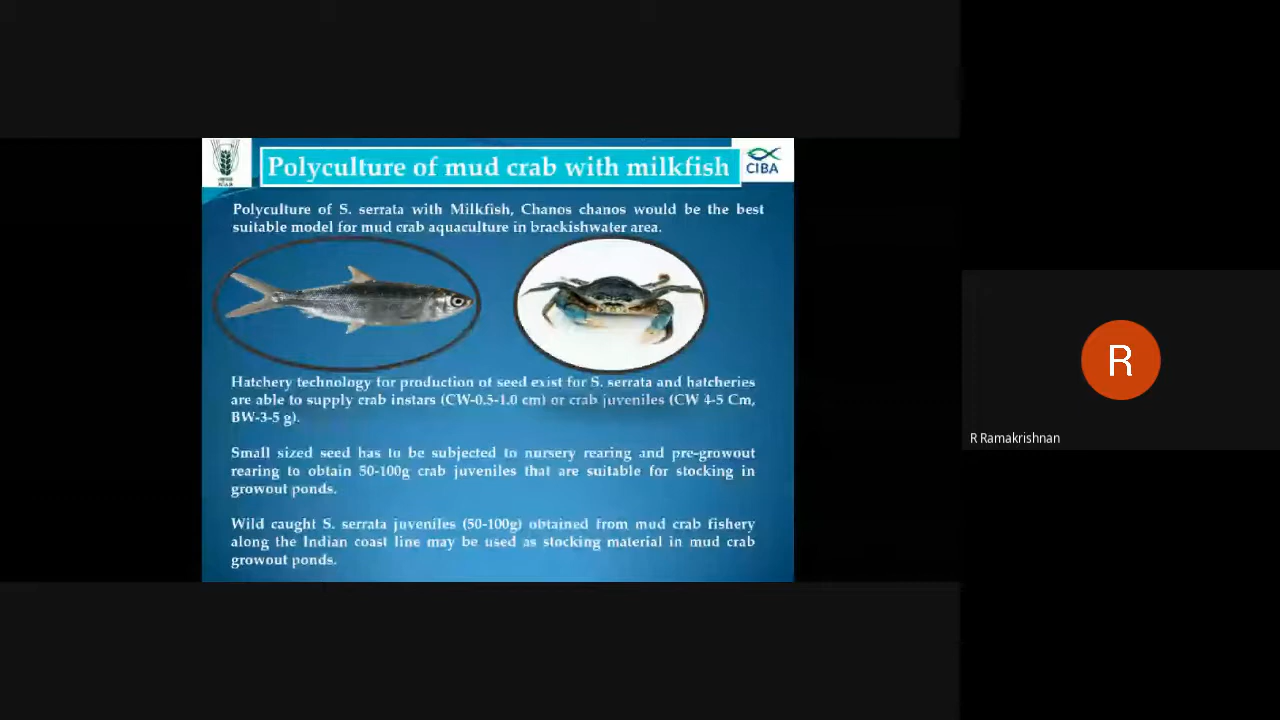 Polyculture of mud crab with milkfish
CIBA
Polyculture of S. serrata with Milkfish, Chanos chanos would be the best
suitable model for mud crab aquaculture in brackishwater area.
Hatchery technology for production of seed exist for S. serrata and hatcheries
are able to supply crab instars (CW-0.5-1.0 cm) or crab juveniles (CW 4-5 Cm,
BW-3-5 g).
Small sized seed has to be subjected to nursery rearing and pre-growout
rearing to obtain 50-100g crab juveniles that are suitable for stocking in
growout ponds.
Wild caught S. serrata juveniles (50-100g) obtained from mud crab fishery
along the Indian coast line may be used as stocking material in mud crab
growout ponds.
R
R Ramakrishnan